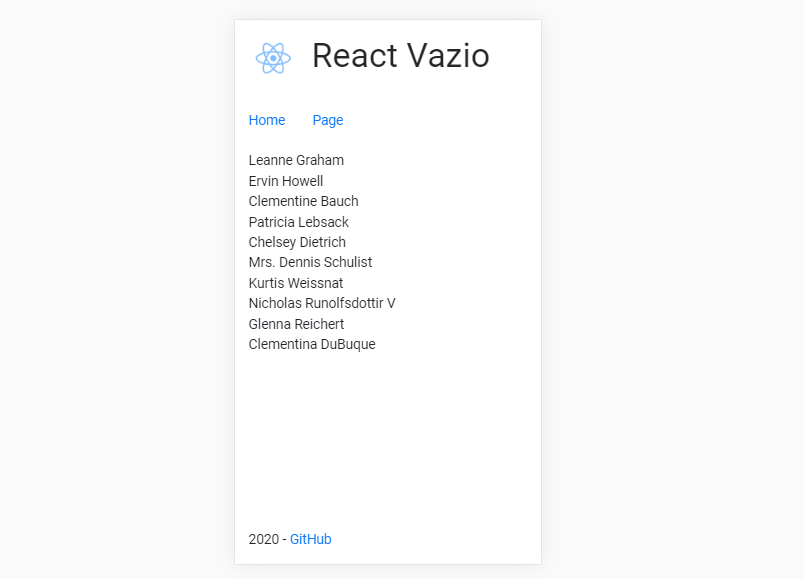 React Vazio
Home Page
Leanne Graham
Ervin Howell
Clementine Bauch
Patricia Lebsack
Chelsey Dietrich
Mrs. Dennis Schulist
Kurtis Weissnat
Nicholas Runolfsdottir V
Glenna Reichert
Clementina DuBuque
2020 - GitHub